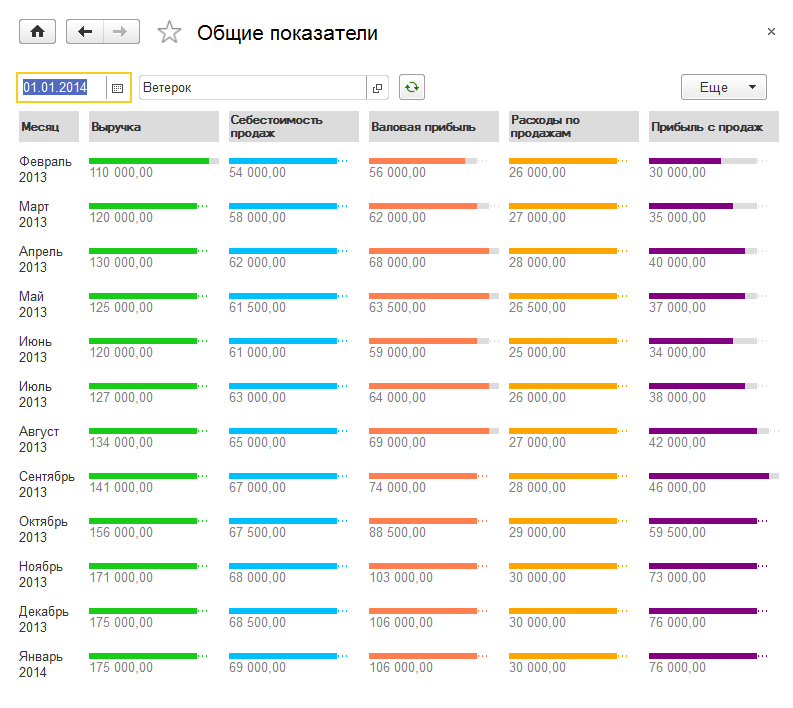 Общие показатели
×
01.01.2014
Ветерок
Еще
Месяц Выручка Себестоимость продаж Валовая прибыль Расходы по продажам Прибыль с продаж
Февраль 2013 110 000,00 54 000,00 56 000,00 26 000,00 30 000,00
Март 2013 120 000,00 58 000,00 62 000,00 27 000,00 35 000,00
Апрель 2013 130 000,00 62 000,00 68 000,00 28 000,00 40 000,00
Май 2013 125 000,00 61 500,00 63 500,00 26 500,00 37 000,00
Июнь 2013 120 000,00 61 000,00 59 000,00 25 000,00 34 000,00
Июль 2013 127 000,00 63 000,00 64 000,00 26 000,00 38 000,00
Август 2013 134 000,00 65 000,00 69 000,00 27 000,00 42 000,00
Сентябрь 2013 141 000,00 67 000,00 74 000,00 28 000,00 46 000,00
Октябрь 2013 156 000,00 67 500,00 88 500,00 29 000,00 59 500,00
Ноябрь 2013 171 000,00 68 000,00 103 000,00 30 000,00 73 000,00
Декабрь 2013 175 000,00 68 500,00 106 000,00 30 000,00 76 000,00
Январь 2014 175 000,00 69 000,00 106 000,00 30 000,00 76 000,00